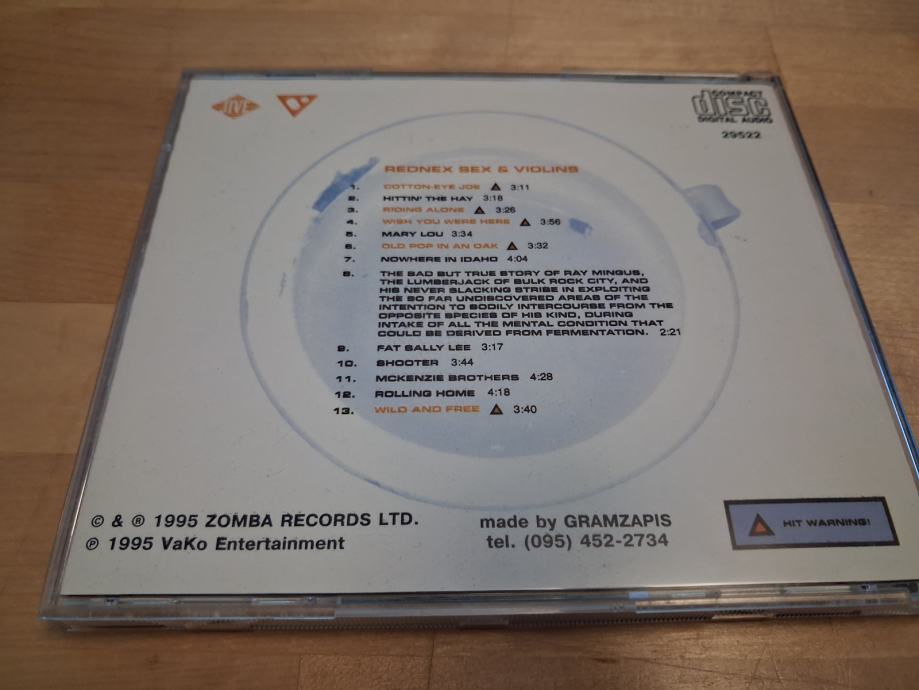 JIVE
COMPACT
disc
DIGITAL AUDIO
29522
REDNEX SEX & VIOLINS
1. COTTON-EYE JOE 3:11
2. HITTIN' THE HAY 3:18
3. RIDING ALONE 3:26
4. WISH YOU WERE HERE 3:56
5. MARY LOU 3:34
6. OLD POP IN AN OAK 3:32
7. NOWHERE IN IDAHO 4:04
8. THE SAD BUT TRUE STORY OF RAY MINGUS,
THE LUMBERJACK OF BULK ROCK CITY, AND
HIS NEVER SLACKING STRIBE IN EXPLOITING
THE SO FAR UNDISCOVERED AREAS OF THE
INTENTION TO BODILY INTERCOURSE FROM THE
OPPOSITE SPECIES OF HIS KIND, DURING
INTAKE OF ALL THE MENTAL CONDITION THAT
COULD BE DERIVED FROM FERMENTATION. 2:21
9. FAT SALLY LEE 3:17
10. SHOOTER 3:44
11. MCKENZIE BROTHERS 4:28
12. ROLLING HOME 4:18
13. WILD AND FREE 3:40
© & ® 1995 ZOMBA RECORDS LTD.
℗ 1995 VaKo Entertainment
made by GRAMZAPIS
tel. (095) 452-2734
HIT WARNING!